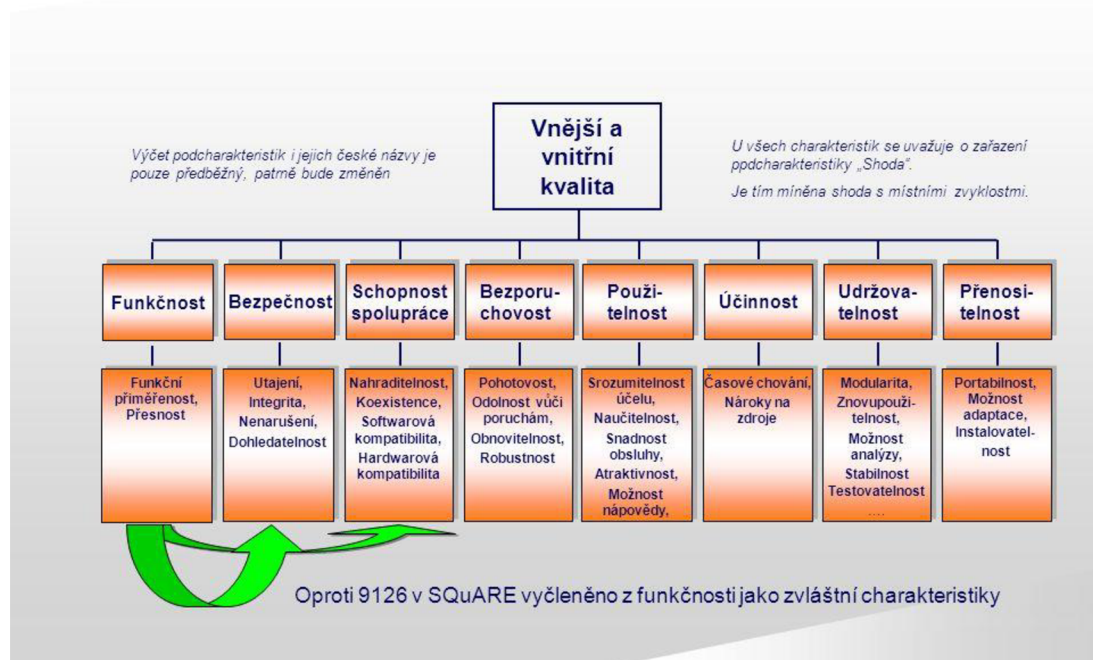 Vnější a
vnitřní
kvalita
Výčet podcharakteristik i jejich české názvy je
pouze předběžný, patrně bude změněn
U všech charakteristik se uvažuje o zařazení
ppdcharakteristiky „Shoda“.
Je tím míněna shoda s místními zvyklostmi.
Funkčnost
Bezpečnost
Schopnost
spolupráce
Bezporu-
chovost
Použi-
telnost
Účinnost
Udržova-
telnost
Přenosi-
telnost
Funkční
přiměřenost,
Přesnost
Utajení,
Integrita,
Nenarušení,
Dohledatelnost
Nahraditelnost,
Koexistence,
Softwarová
kompatibilita,
Hardwarová
kompatibilita
Pohotovost,
Odolnost vůči
poruchám,
Obnovitelnost,
Robustnost
Srozumitelnost
účelu,
Naučitelnost,
Snadnost
obsluhy,
Atraktivnost,
Možnost
nápovědy,
Časové chování,
Nároky na
zdroje
Modularita,
Znovupouži-
telnost,
Možnost
analýzy,
Stabilnost
Testovatelnost
....
Portabilnost,
Možnost
adaptace,
Instalovatel-
nost
Oproti 9126 v SQuARE vyčleněno z funkčnosti jako zvláštní charakteristiky